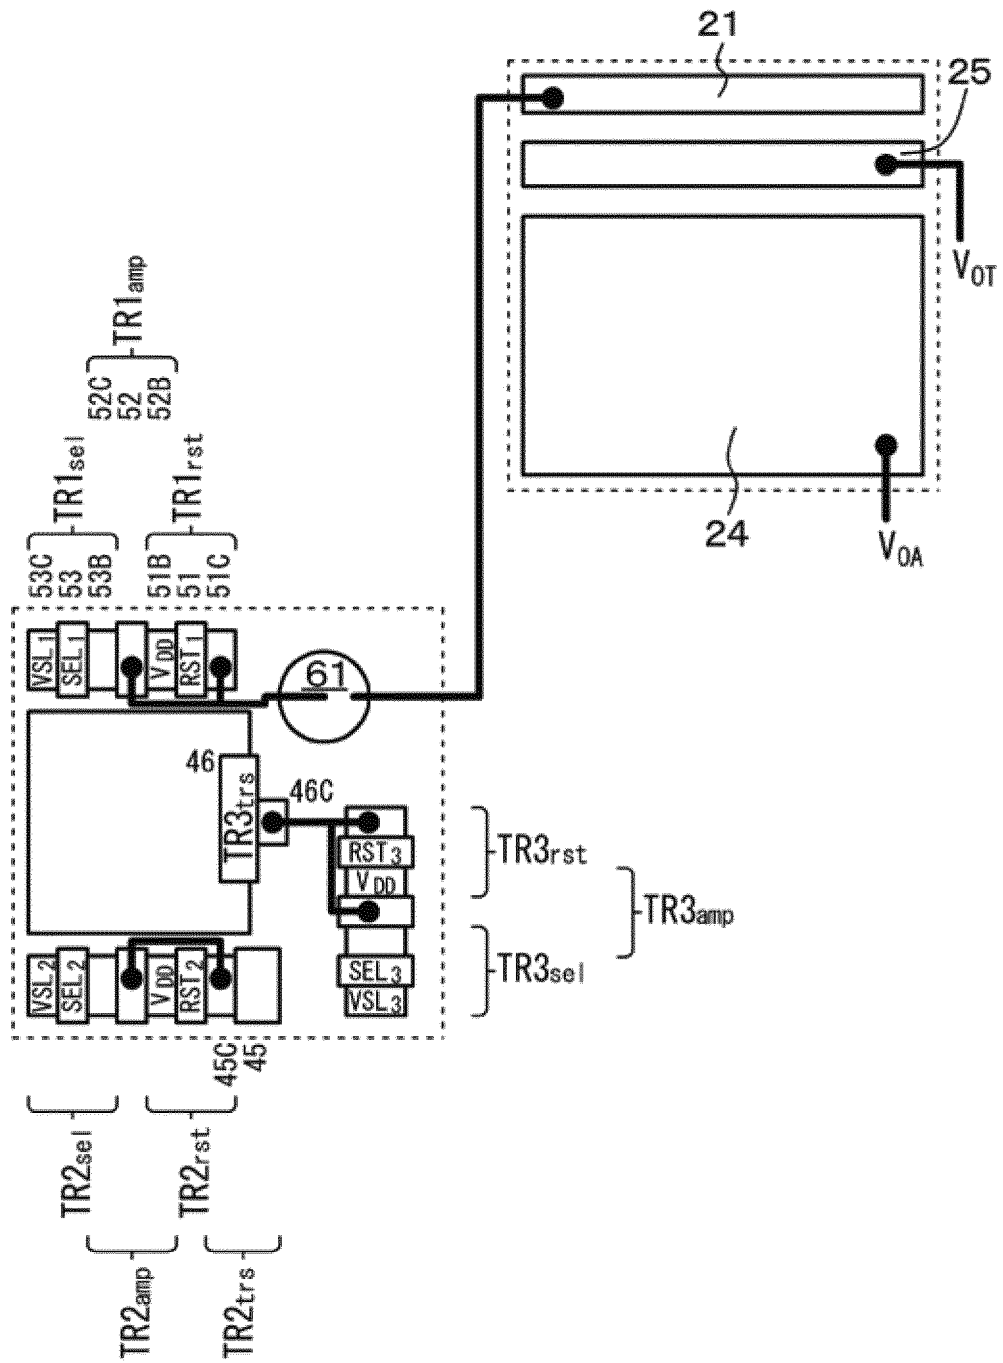 21
25
V_OT
24
V_OA
TR1amp
52C
52
52B
TR1sel
TR1rst
53C
53
53B
51B
51
51C
VSL1
SEL1
VDD
RST1
61
46
TR3trs
46C
RST3
VDD
SEL3
VSL3
TR3rst
TR3amp
TR3sel
VSL2
SEL2
VDD
RST2
45C
45
TR2sel
TR2rst
TR2amp
TR2trs